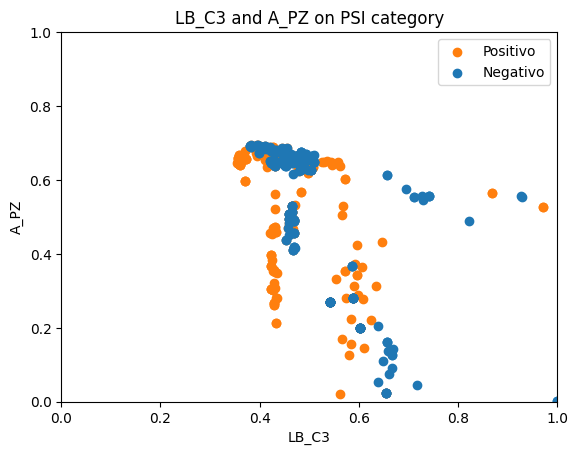 LB_C3 and A_PZ on PSI category
Positivo
Negativo
A_PZ
1.0
0.8
0.6
0.4
0.2
0.0
0.0 0.2 0.4 0.6 0.8 1.0
LB_C3